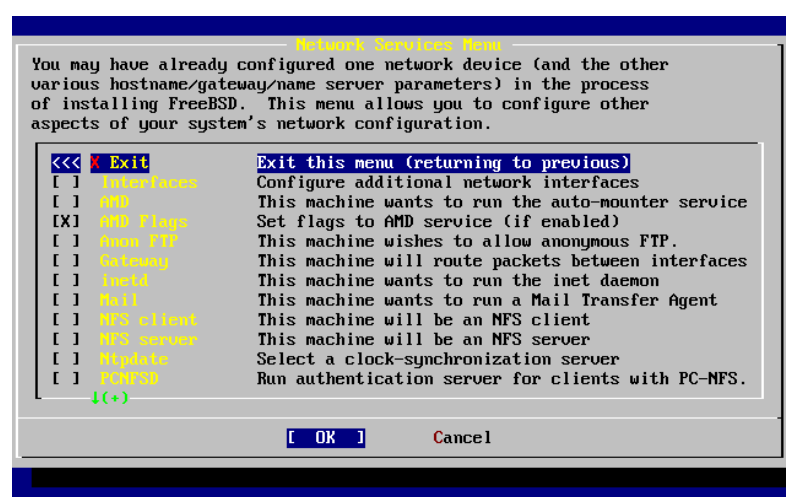 Network Services Menu
You may have already configured one network device (and the other
various hostname/gateway/name server parameters) in the process
of installing FreeBSD.  This menu allows you to configure other
aspects of your system's network configuration.
<<< X Exit Exit this menu (returning to previous)
[ ] Interfaces Configure additional network interfaces
[ ] AMD This machine wants to run the auto-mounter service
[X] AMD Flags Set flags to AMD service (if enabled)
[ ] Anon FTP This machine wishes to allow anonymous FTP.
[ ] Gateway This machine will route packets between interfaces
[ ] inetd This machine wants to run the inet daemon
[ ] Mail This machine wants to run a Mail Transfer Agent
[ ] NFS client This machine will be an NFS client
[ ] NFS server This machine will be an NFS server
[ ] Ntpdate Select a clock-synchronization server
[ ] PCNFSD Run authentication server for clients with PC-NFS.
↓(+)
[ OK ] Cancel